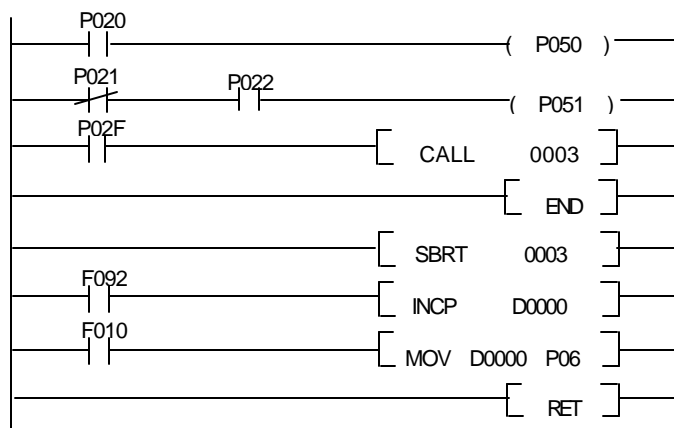 P020
( P050 )
P021
P022
( P051 )
P02F
[ CALL 0003 ]
[ END ]
[ SBRT 0003 ]
F092
[ INCP D0000 ]
F010
[ MOV D0000 P06 ]
[ RET ]